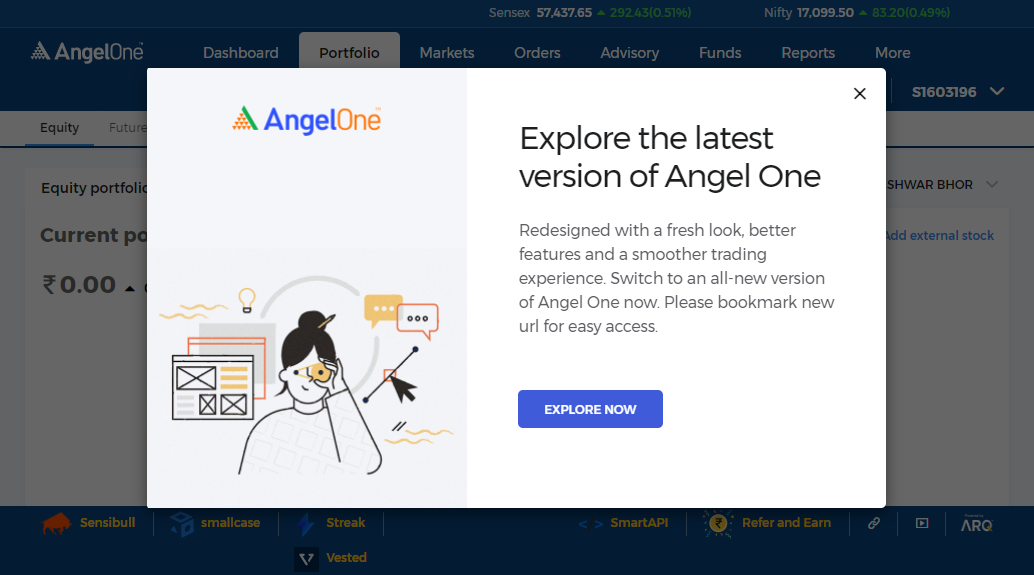 Sensex 57,437.65 292.43(0.51%) Nifty 17,099.50 83.20(0.49%)
AngelOne Dashboard Portfolio Markets Orders Advisory Funds Reports More
S1603196
Equity Future
AngelOne
Explore the latest
version of Angel One
Redesigned with a fresh look, better
features and a smoother trading
experience. Switch to an all-new version
of Angel One now. Please bookmark new
url for easy access.
EXPLORE NOW
Equity portfolio
SHWAR BHOR
Current po
Add external stock
₹0.00
Sensibull smallcase Streak SmartAPI Refer and Earn ARQ
Vested